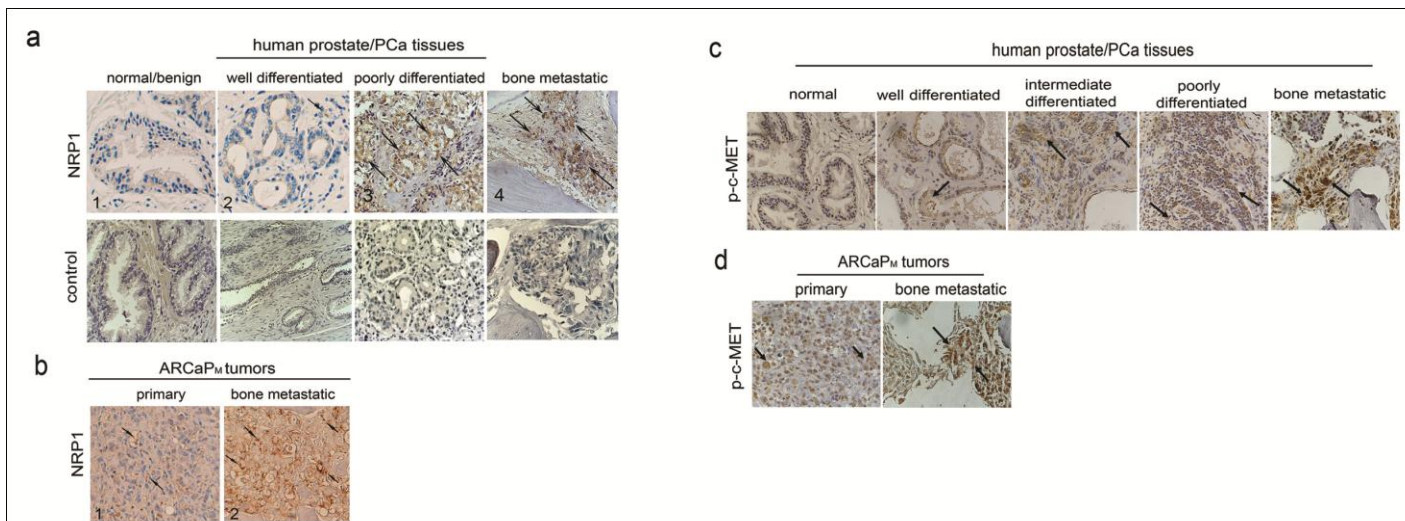 a
human prostate/PCa tissues
normal/benign well differentiated poorly differentiated bone metastatic
NRP1
1 2 3 4
control
b
ARCaPM tumors
primary bone metastatic
NRP1
1 2
c
human prostate/PCa tissues
normal well differentiated intermediate differentiated poorly differentiated bone metastatic
p-c-MET
d
ARCaPM tumors
primary bone metastatic
p-c-MET